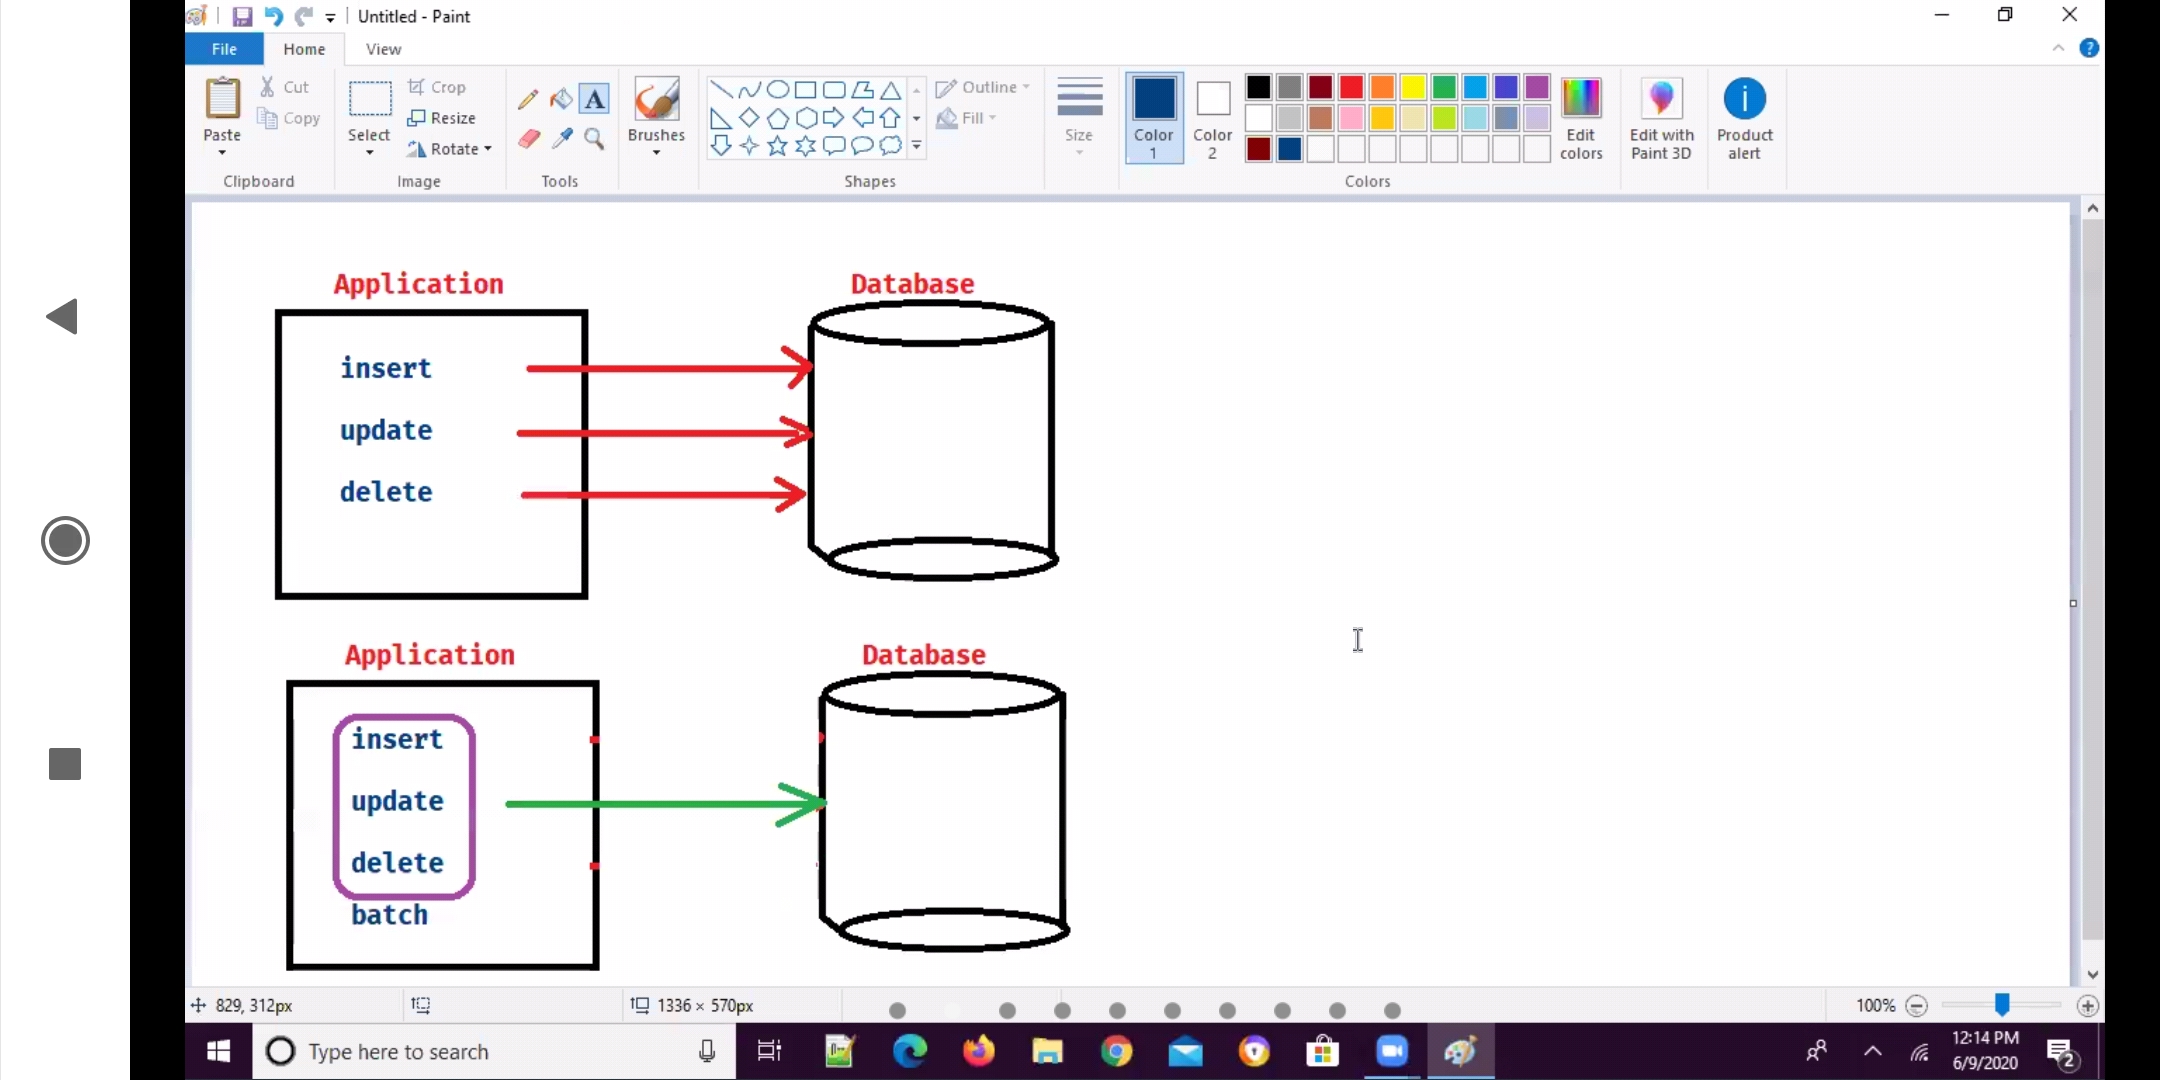 Untitled - Paint
File Home View
Paste
Cut
Copy
Clipboard
Select
Crop
Resize
Rotate
Image
A
Tools
Brushes
Shapes
Outline
Fill
Size
Color 1
Color 2
Edit colors
Colors
Edit with Paint 3D
Product alert
Application Database
insert
update
delete
Application Database
insert
update
delete
batch
829, 312px 1336 × 570px 100%
Type here to search
12:14 PM
6/9/2020
2